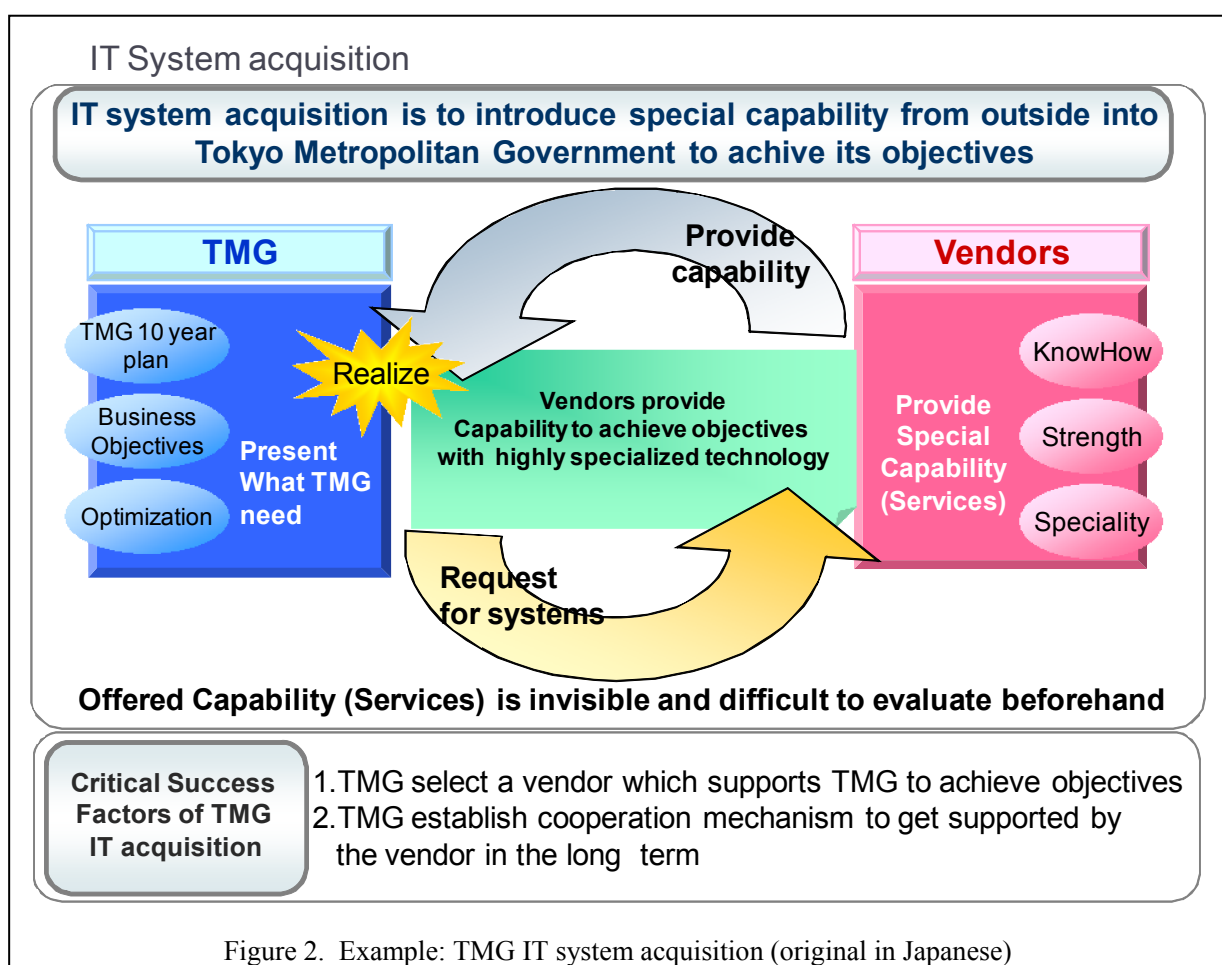 IT System acquisition
IT system acquisition is to introduce special capability from outside into
Tokyo Metropolitan Government to achive its objectives
TMG
Provide
capability
Vendors
TMG 10 year
plan
Business
Objectives
Optimization
Present
What TMG
need
Realize
Vendors provide
Capability to achieve objectives
with highly specialized technology
Provide
Special
Capability
(Services)
KnowHow
Strength
Speciality
Request
for systems
Offered Capability (Services) is invisible and difficult to evaluate beforehand
Critical Success
Factors of TMG
IT acquisition
1.TMG select a vendor which supports TMG to achieve objectives
2.TMG establish cooperation mechanism to get supported by
the vendor in the long term
Figure 2. Example: TMG IT system acquisition (original in Japanese)